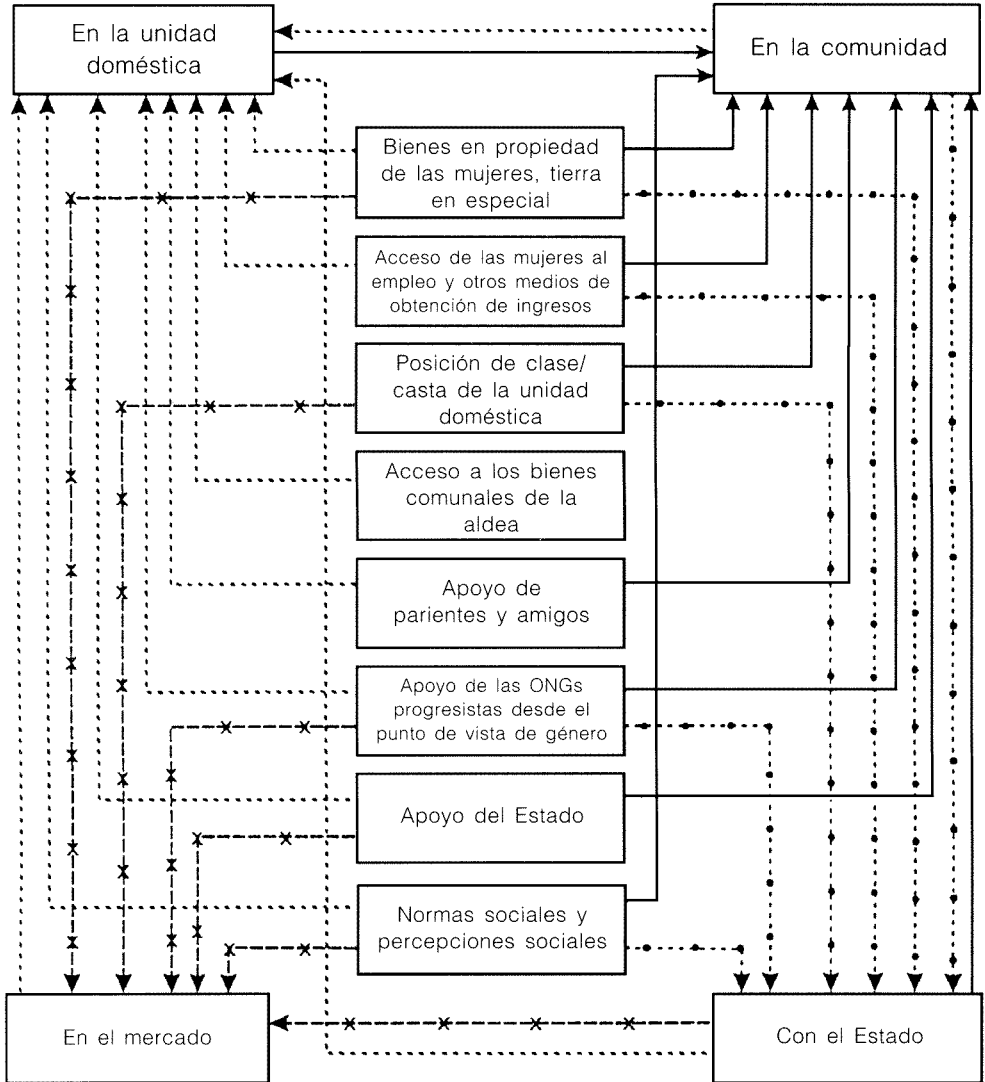 En la unidad
doméstica
En la comunidad
Bienes en propiedad
de las mujeres, tierra
en especial
Acceso de las mujeres al
empleo y otros medios de
obtención de ingresos
Posición de clase/
casta de la unidad
doméstica
Acceso a los bienes
comunales de la
aldea
Apoyo de
parientes y amigos
Apoyo de las ONGs
progresistas desde el
punto de vista de género
Apoyo del Estado
Normas sociales y
percepciones sociales
En el mercado
Con el Estado